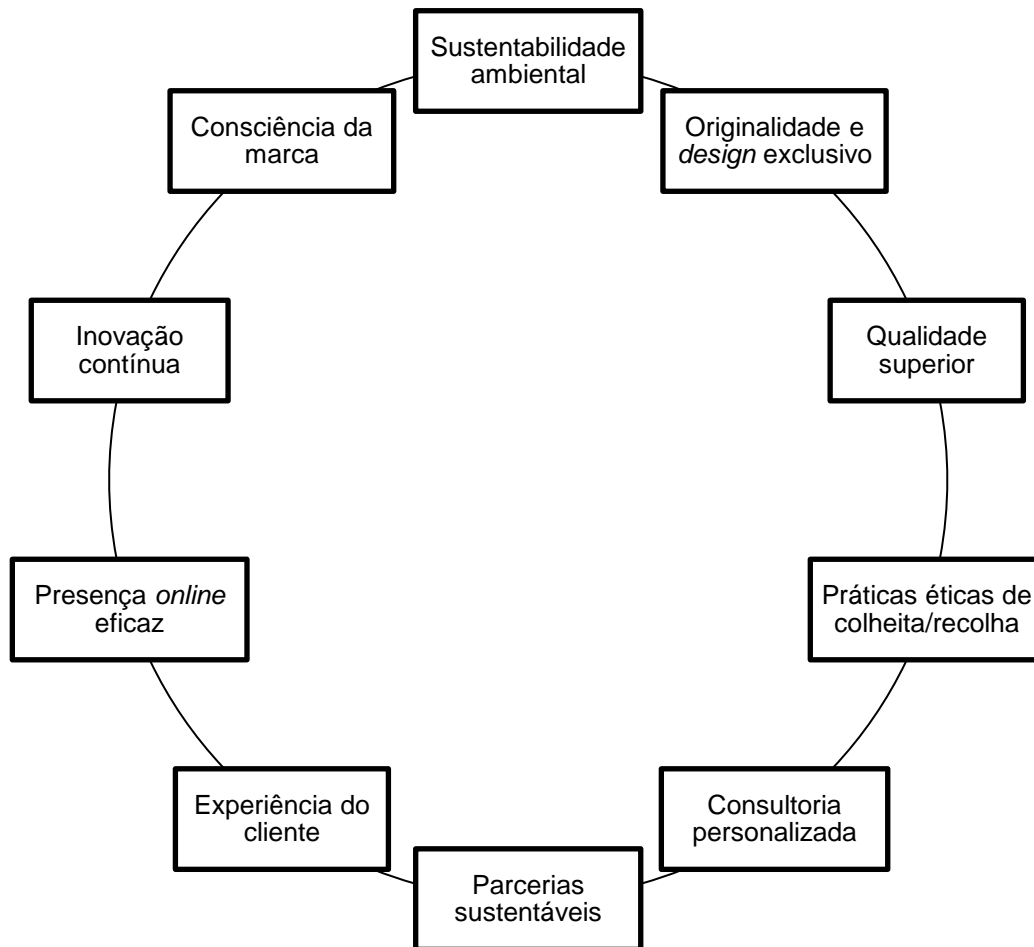 Sustentabilidade
ambiental
Originalidade e
design exclusivo
Qualidade
superior
Práticas éticas de
colheita/recolha
Consultoria
personalizada
Parcerias
sustentáveis
Experiência do
cliente
Presença online
eficaz
Inovação
contínua
Consciência da
marca